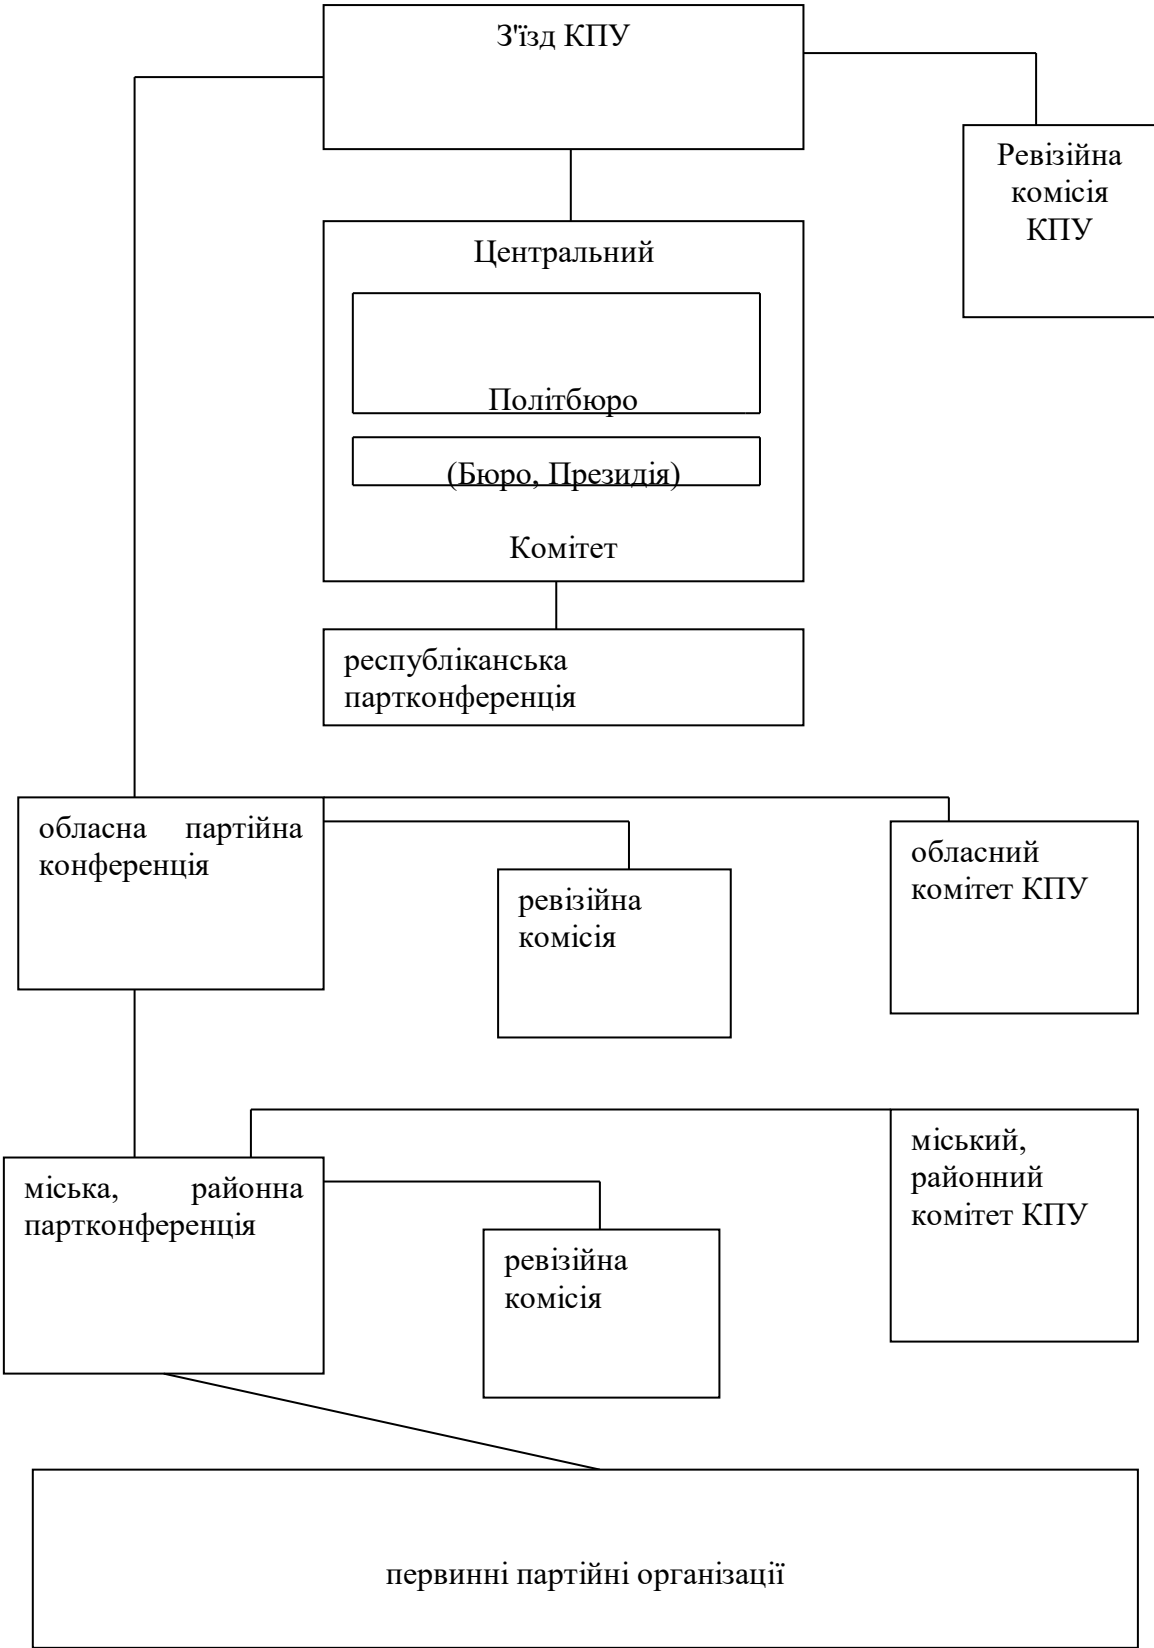 З'їзд КПУ
Ревізійна
комісія
КПУ
Центральний
Політбюро
(Бюро, Президія)
Комітет
республіканська
партконференція
обласна партійна
конференція
ревізійна
комісія
обласний
комітет КПУ
міська, районна
партконференція
ревізійна
комісія
міський,
районний
комітет КПУ
первинні партійні організації